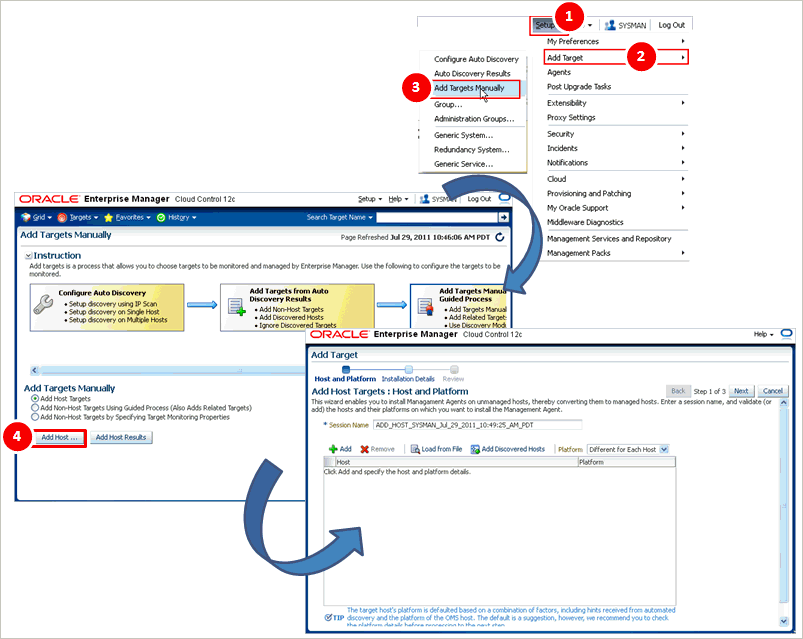 1
Setup
SYSMAN
Log Out
My Preferences
2
Add Target
Agents
Post Upgrade Tasks
Extensibility
Proxy Settings
Security
Incidents
Notifications
Cloud
Provisioning and Patching
My Oracle Support
Middleware Diagnostics
Management Services and Repository
Management Packs
Configure Auto Discovery
Auto Discovery Results
3
Add Targets Manually
Group...
Administration Groups...
Generic System...
Redundancy System...
Generic Service...
ORACLE Enterprise Manager Cloud Control 12c
Setup Help SYSMAN Log Out
Grid Targets Favorites History Search Target Name
Add Targets Manually
Page Refreshed Jul 29, 2011 10:46:06 AM PDT
Instruction
Add targets is a process that allows you to choose targets to be monitored and managed by Enterprise Manager. Use the following to configure the targets to be
monitored.
Configure Auto Discovery
• Setup discovery using IP Scan
• Setup discovery on Single Host
• Setup discovery on Multiple Hosts
Add Targets from Auto
Discovery Results
• Add Non-Host Targets
• Add Discovered Hosts
• Ignore Discovered Targets
Add Targets Manua
Guided Process
• Add Targets Manual
• Add Related Target
• Use Discovery Mod
Add Targets Manually
Add Host Targets
Add Non-Host Targets Using Guided Process (Also Adds Related Targets)
Add Non-Host Targets by Specifying Target Monitoring Properties
4
Add Host ...
Add Host Results
ORACLE Enterprise Manager Cloud Control 12c
Help
Add Target
Host and Platform Installation Details Review
Add Host Targets : Host and Platform
Back Step 1 of 3 Next Cancel
This wizard enables you to install Management Agents on unmanaged hosts, thereby converting them to managed hosts. Enter a session name, and validate (or
add) the hosts and their platforms on which you want to install the Management Agent.
* Session Name ADD_HOST_SYSMAN_Jul_29_2011_10:49:25_AM_PDT
Add Remove Load from File Add Discovered Hosts Platform Different for Each Host
Host Platform
Click Add and specify the host and platform details.
TIP The target host's platform is defaulted based on a combination of factors, including hints received from automated
discovery and the platform of the OMS host. The default is a suggestion, however, we recommend you to check
the platform details before proceeding to the next step.